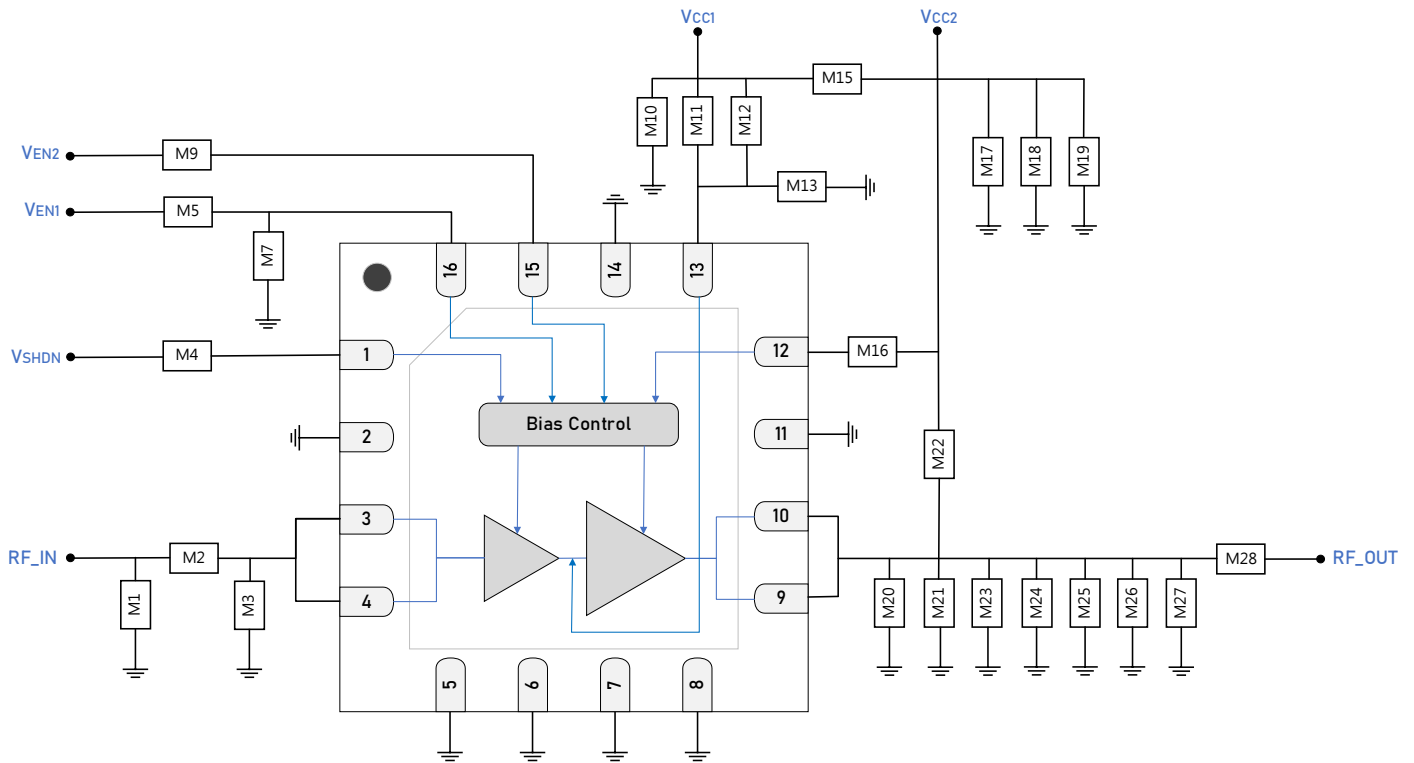 VCC1
VCC2
M15
M10
M11
M12
M17
M18
M19
VEN2
M9
M13
VEN1
M5
M7
16
15
14
13
VSHDN
M4
1
12
M16
Bias Control
2
11
M22
3
10
RF_IN
M2
M28
RF_OUT
M1
M3
4
9
M20
M21
M23
M24
M25
M26
M27
5
6
7
8